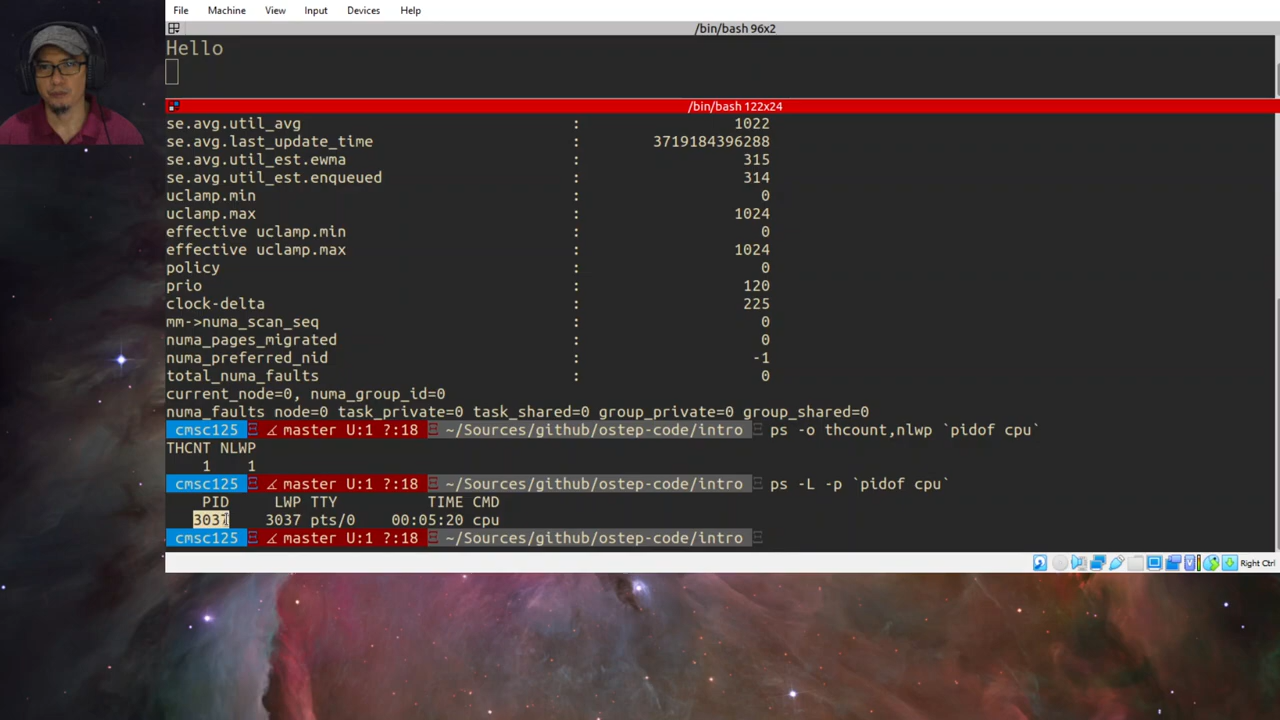 File Machine View Input Devices Help
/bin/bash 96x2
Hello
/bin/bash 122x24
se.avg.util_avg : 1022
se.avg.last_update_time : 3719184396288
se.avg.util_est.ewma : 315
se.avg.util_est.enqueued : 314
uclamp.min : 0
uclamp.max : 1024
effective uclamp.min : 0
effective uclamp.max : 1024
policy : 0
prio : 120
clock-delta : 225
mm->numa_scan_seq : 0
numa_pages_migrated : 0
numa_preferred_nid : -1
total_numa_faults : 0
current_node=0, numa_group_id=0
numa_faults node=0 task_private=0 task_shared=0 group_private=0 group_shared=0
cmsc125 master U:1 ?:18 ~/Sources/github/ostep-code/intro ps -o thcount,nlwp `pidof cpu`
THCNT NLWP
1 1
cmsc125 master U:1 ?:18 ~/Sources/github/ostep-code/intro ps -L -p `pidof cpu`
PID LWP TTY TIME CMD
3037 3037 pts/0 00:05:20 cpu
cmsc125 master U:1 ?:18 ~/Sources/github/ostep-code/intro
Right Ctrl